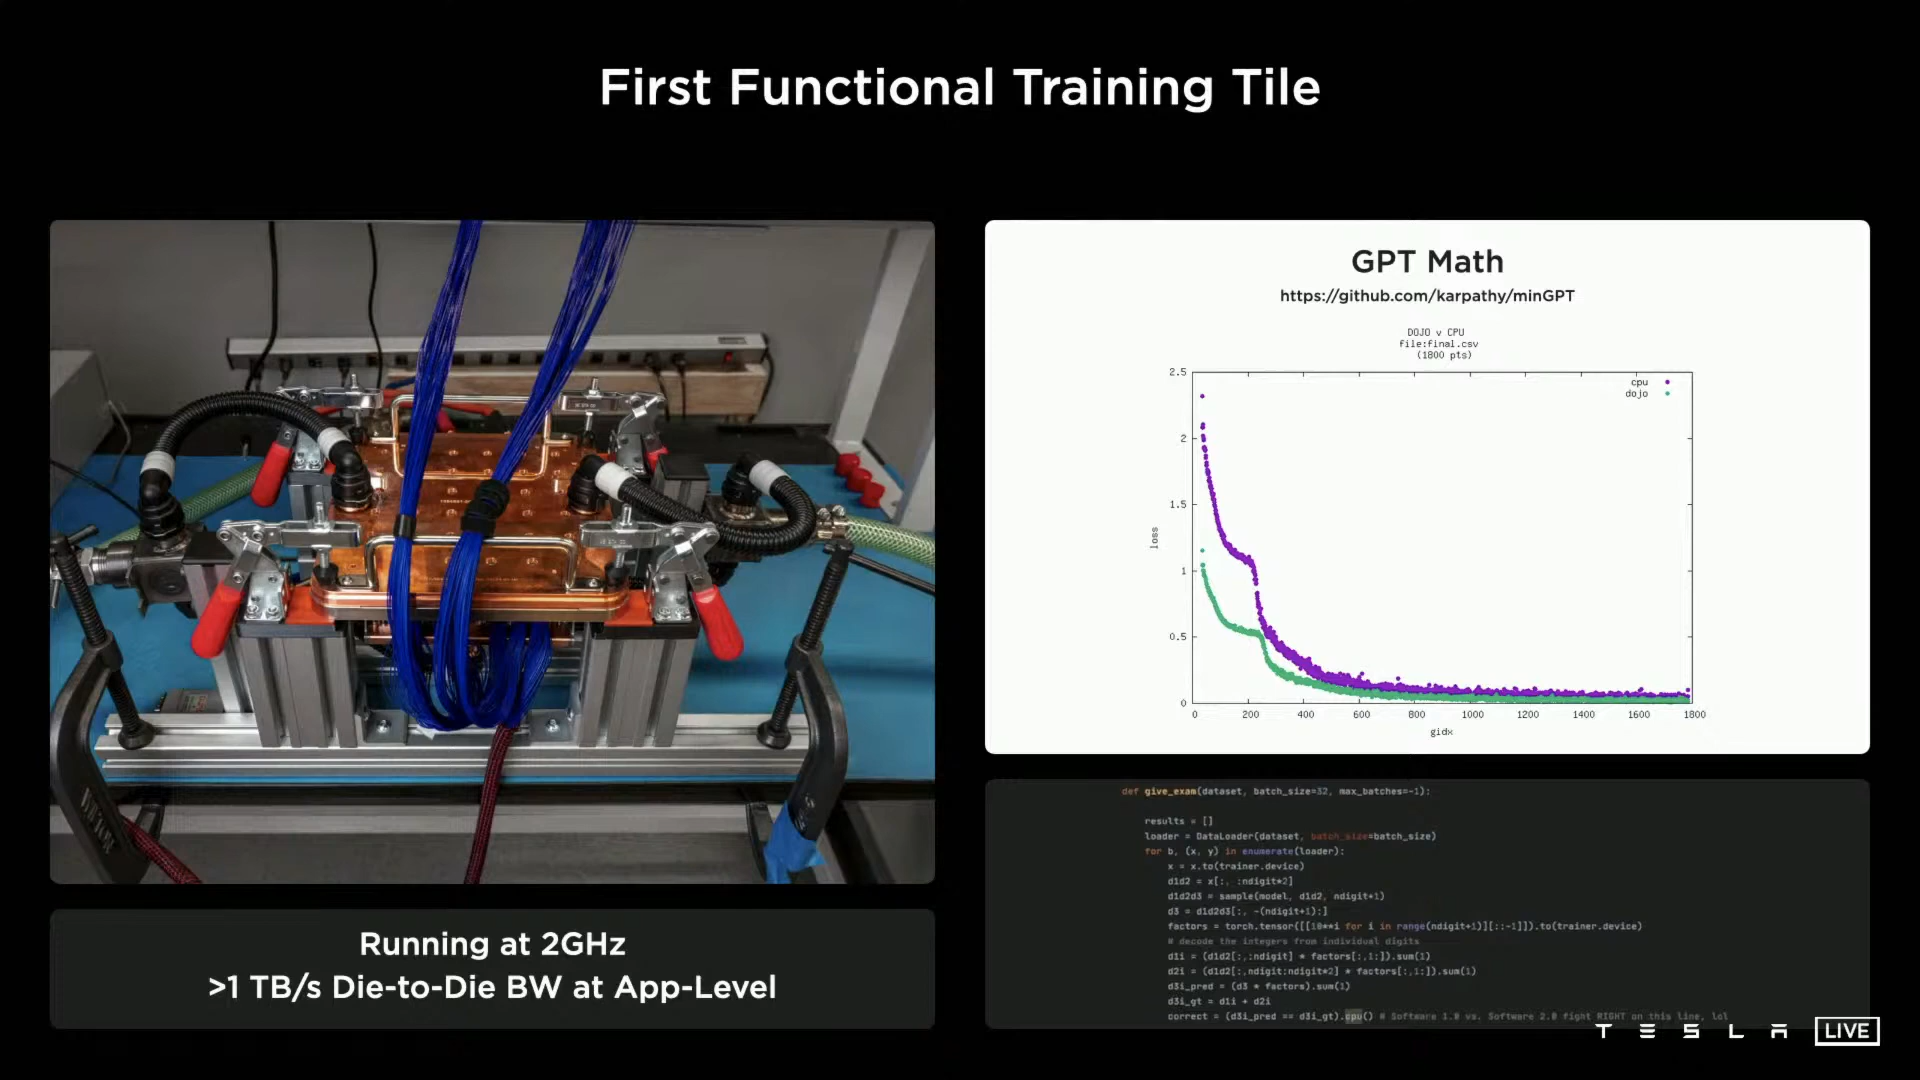 First Functional Training Tile
Running at 2GHz
>1 TB/s Die-to-Die BW at App-Level
GPT Math
https://github.com/karpathy/minGPT
DOJO v CPU
file:final.csv
(1800 pts)
cpu
dojo
2.5
2
1.5
1
0.5
0
loss
0 200 400 600 800 1000 1200 1400 1600 1800
gidx
def give_exam(dataset, batch_size=32, max_batches=-1):
results = []
loader = DataLoader(dataset, batch_size=batch_size)
for b, (x, y) in enumerate(loader):
x = x.to(trainer.device)
d1d2 = x[:, :ndigit*2]
d1d2d3 = sample(model, d1d2, ndigit+1)
d3 = d1d2d3[:, -(ndigit+1):]
factors = torch.tensor([[10**i for i in range(ndigit+1)][::-1]]).to(trainer.device)
# decode the integers from individual digits
d1i = (d1d2[:,:ndigit] * factors[:,1:]).sum(1)
d2i = (d1d2[:,ndigit:ndigit*2] * factors[:,1:]).sum(1)
d3i_pred = (d3 * factors).sum(1)
d3i_gt = d1i + d2i
correct = (d3i_pred == d3i_gt).cpu() # Software 1.0 vs. Software 2.0 fight RIGHT on this line, lol
TESLA LIVE